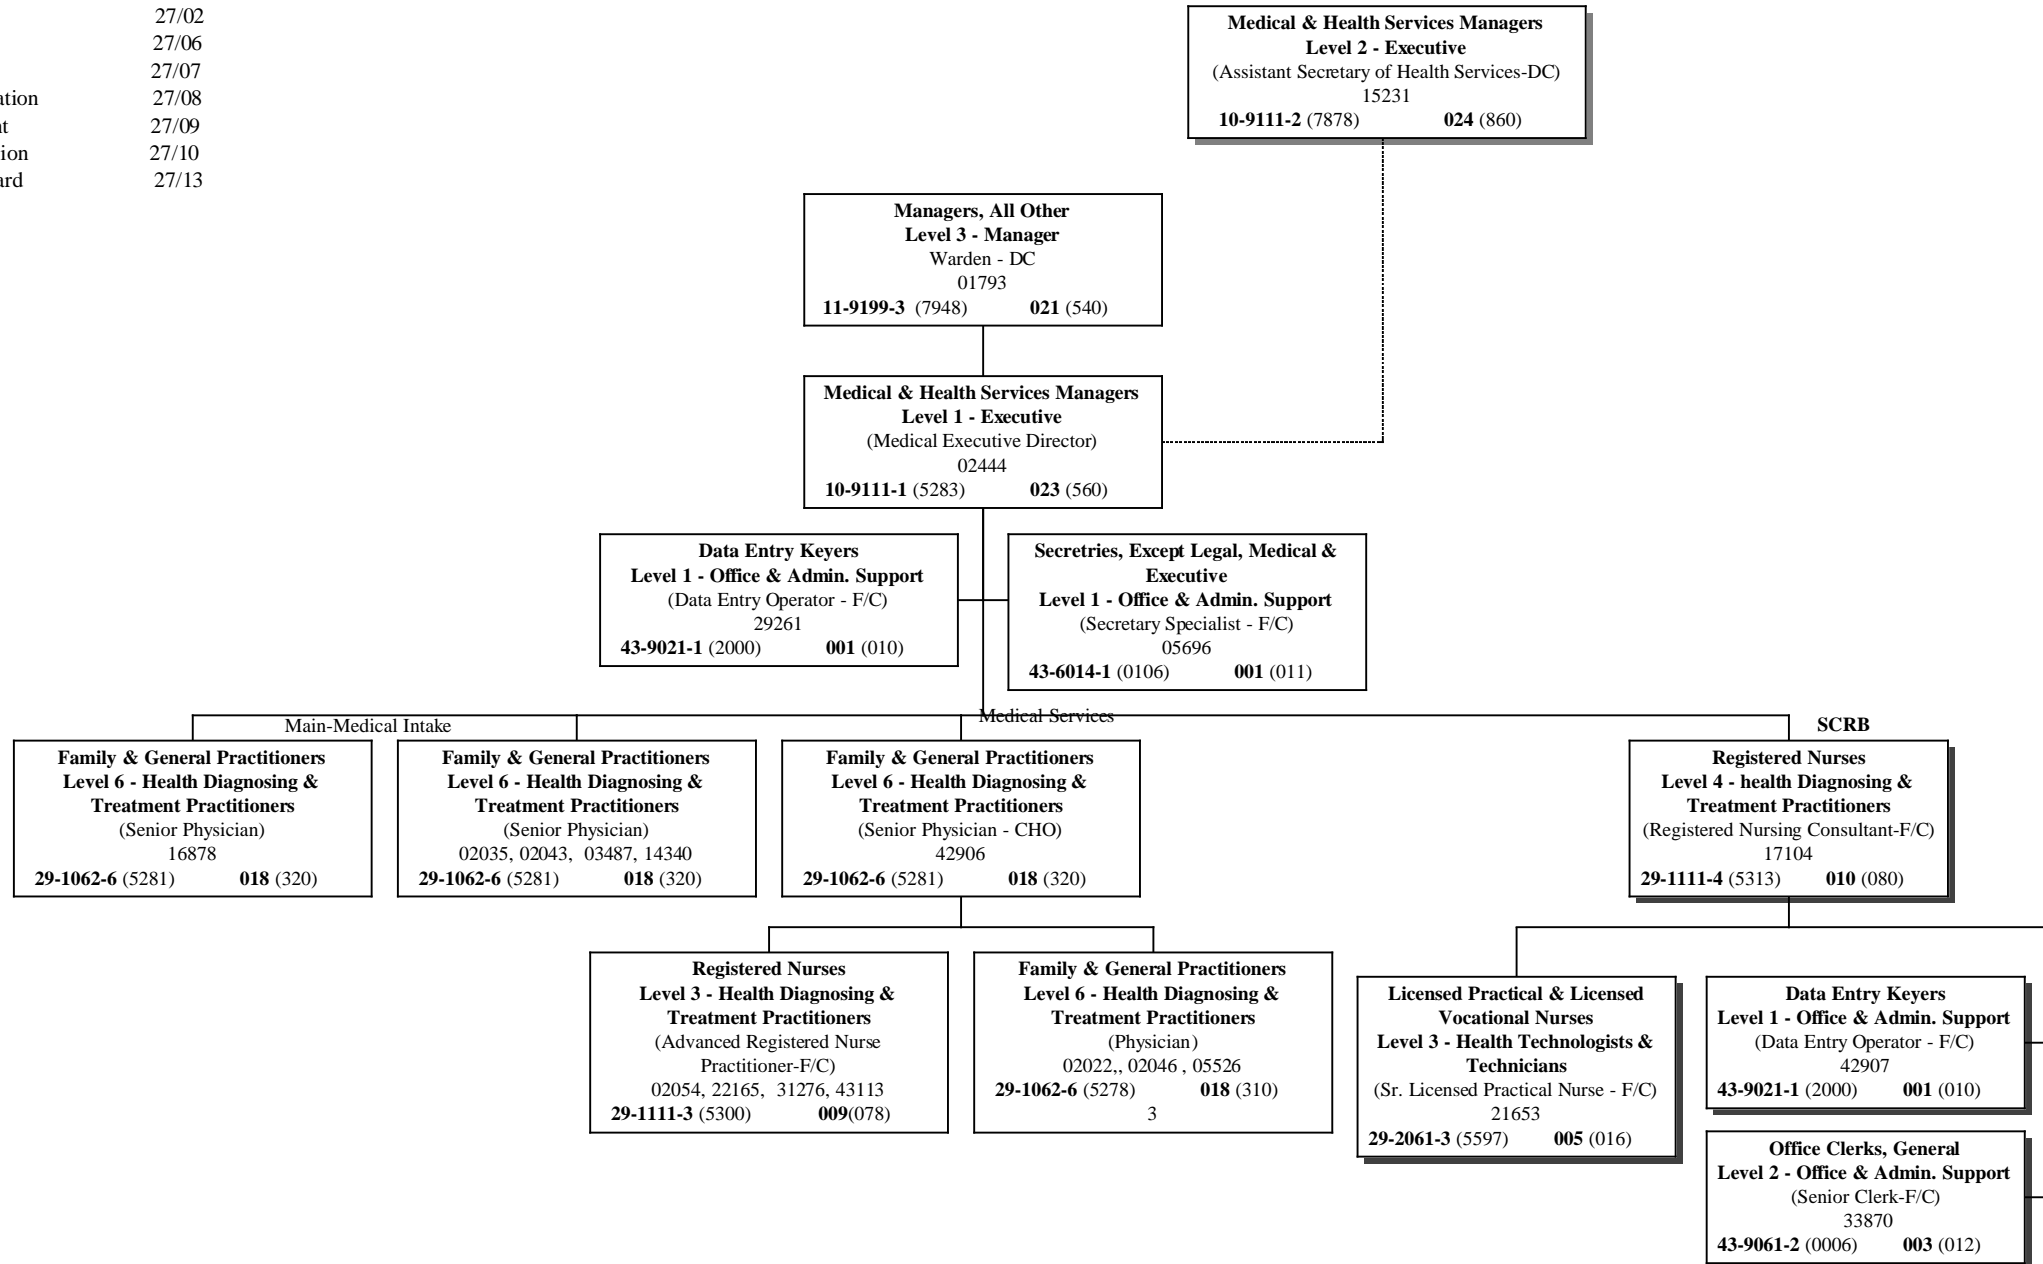 27/02
27/06
27/07
ation 27/08
t 27/09
ion 27/10
ard 27/13
Medical & Health Services Managers
Level 2 - Executive
(Assistant Secretary of Health Services-DC)
15231
10-9111-2 (7878) 024 (860)
Managers, All Other
Level 3 - Manager
Warden - DC
01793
11-9199-3 (7948) 021 (540)
Medical & Health Services Managers
Level 1 - Executive
(Medical Executive Director)
02444
10-9111-1 (5283) 023 (560)
Data Entry Keyers
Level 1 - Office & Admin. Support
(Data Entry Operator - F/C)
29261
43-9021-1 (2000) 001 (010)
Secretries, Except Legal, Medical &
Executive
Level 1 - Office & Admin. Support
(Secretary Specialist - F/C)
05696
43-6014-1 (0106) 001 (011)
Main-Medical Intake
Medical Services
SCRB
Family & General Practitioners
Level 6 - Health Diagnosing &
Treatment Practitioners
(Senior Physician)
16878
29-1062-6 (5281) 018 (320)
Family & General Practitioners
Level 6 - Health Diagnosing &
Treatment Practitioners
(Senior Physician)
02035, 02043, 03487, 14340
29-1062-6 (5281) 018 (320)
Family & General Practitioners
Level 6 - Health Diagnosing &
Treatment Practitioners
(Senior Physician - CHO)
42906
29-1062-6 (5281) 018 (320)
Registered Nurses
Level 4 - health Diagnosing &
Treatment Practitioners
(Registered Nursing Consultant-F/C)
17104
29-1111-4 (5313) 010 (080)
Registered Nurses
Level 3 - Health Diagnosing &
Treatment Practitioners
(Advanced Registered Nurse
Practitioner-F/C)
02054, 22165, 31276, 43113
29-1111-3 (5300) 009(078)
Family & General Practitioners
Level 6 - Health Diagnosing &
Treatment Practitioners
(Physician)
02022,, 02046 , 05526
29-1062-6 (5278) 018 (310)
3
Licensed Practical & Licensed
Vocational Nurses
Level 3 - Health Technologists &
Technicians
(Sr. Licensed Practical Nurse - F/C)
21653
29-2061-3 (5597) 005 (016)
Data Entry Keyers
Level 1 - Office & Admin. Support
(Data Entry Operator - F/C)
42907
43-9021-1 (2000) 001 (010)
Office Clerks, General
Level 2 - Office & Admin. Support
(Senior Clerk-F/C)
33870
43-9061-2 (0006) 003 (012)